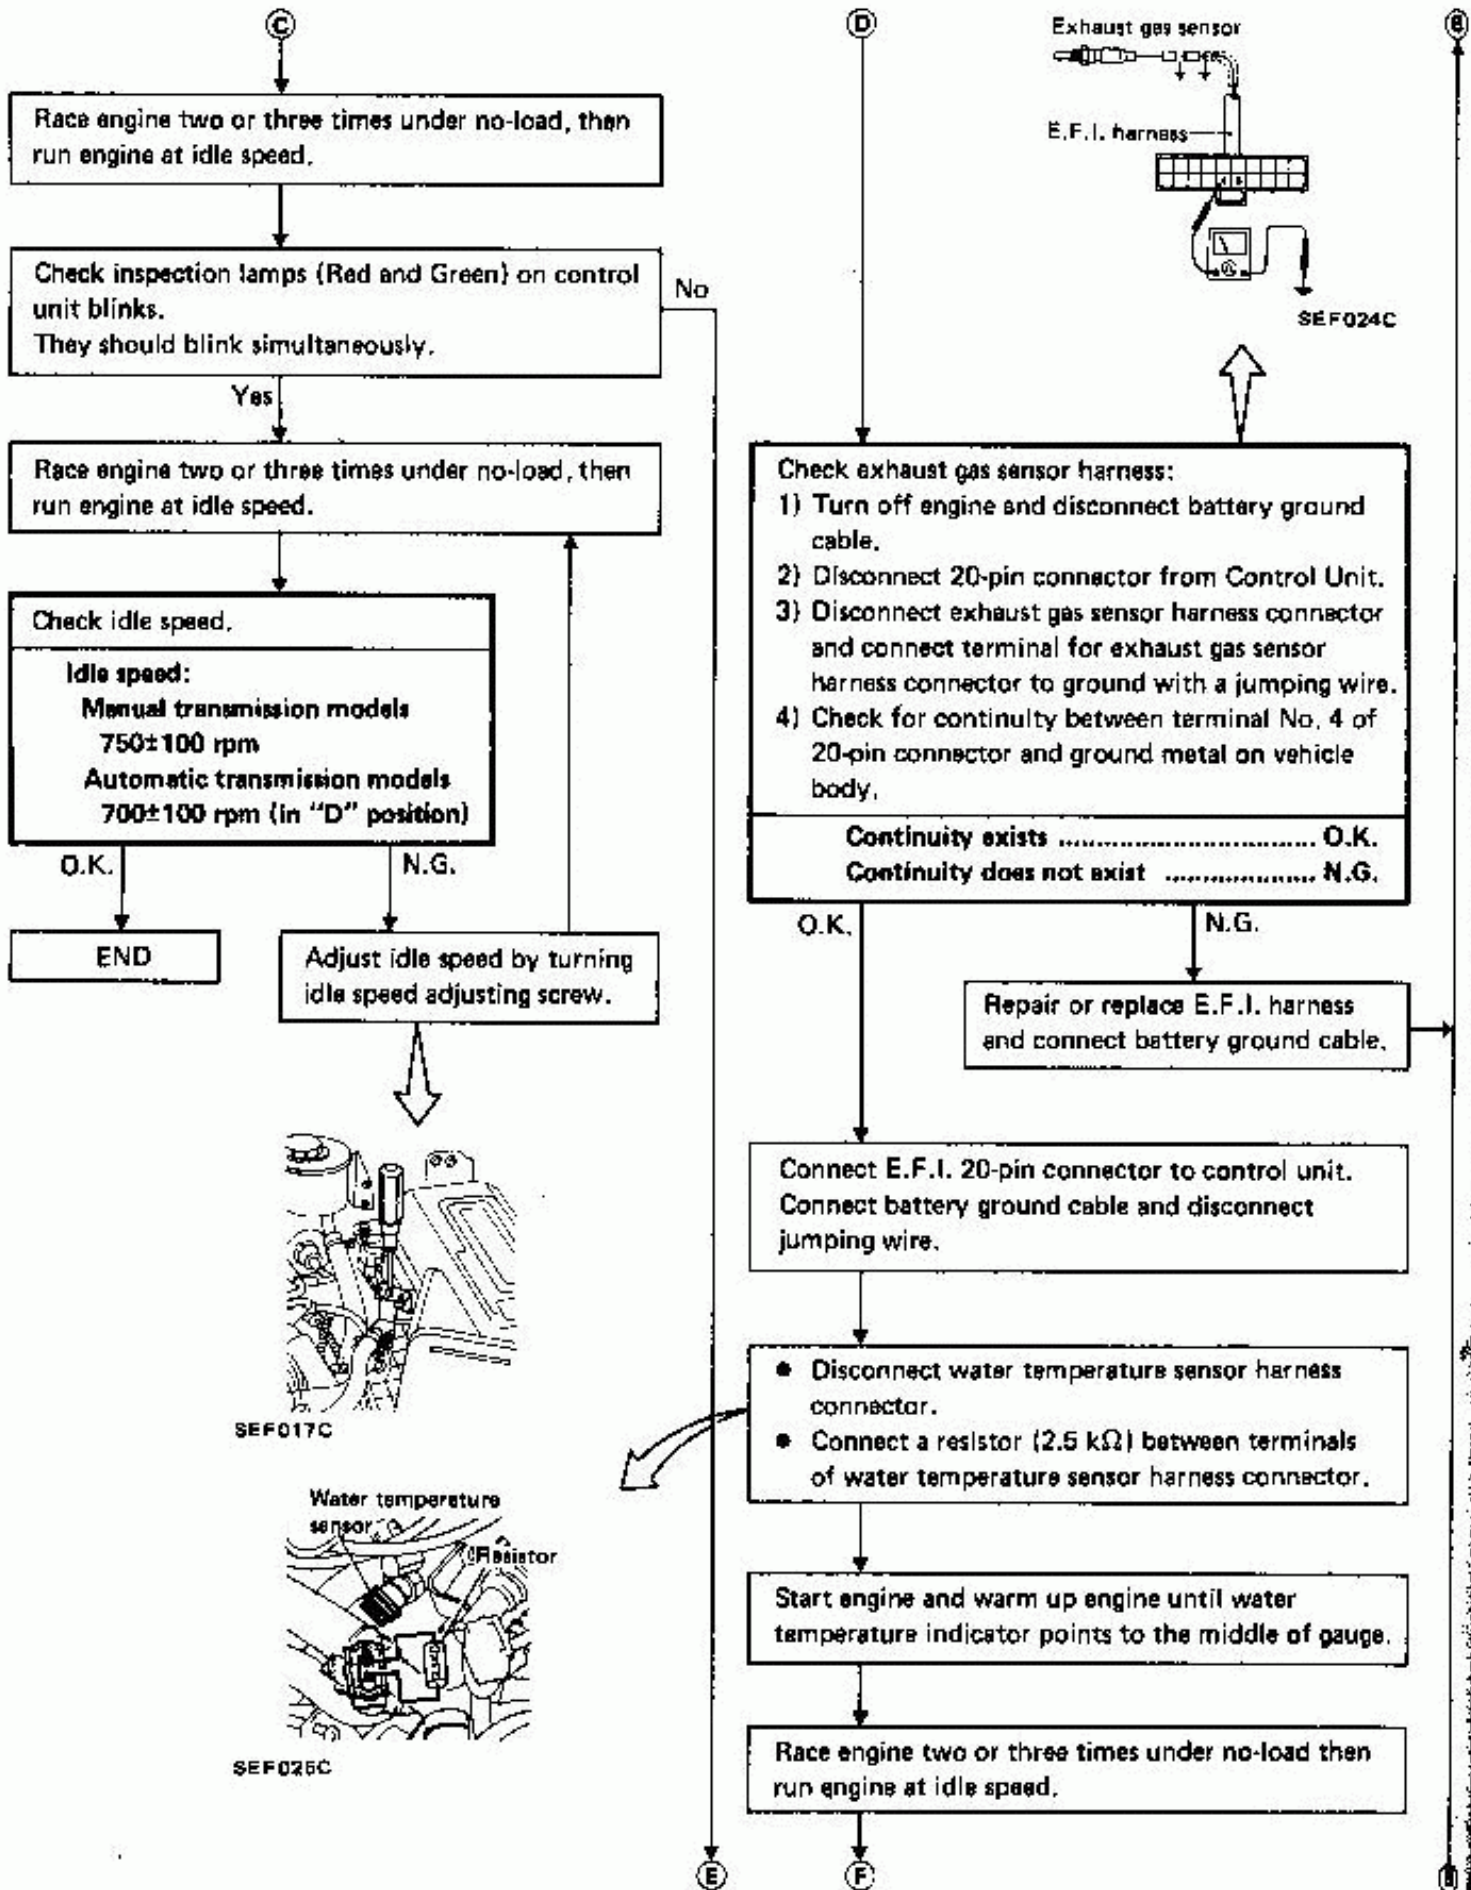 C
Race engine two or three times under no-load, then
run engine at idle speed.
Check inspection lamps (Red and Green) on control
unit blinks.
They should blink simultaneously.
No
Yes
Race engine two or three times under no-load, then
run engine at idle speed.
Check idle speed.
Idle speed:
Manual transmission models
750±100 rpm
Automatic transmission models
700±100 rpm (in "D" position)
O.K.
N.G.
END
Adjust idle speed by turning
idle speed adjusting screw.
SEF017C
Water temperature
sensor
Resistor
E
D
Exhaust gas sensor
E.F.I. harness
SEF024C
Check exhaust gas sensor harness:
1) Turn off engine and disconnect battery ground
cable.
2) Disconnect 20-pin connector from Control Unit.
3) Disconnect exhaust gas sensor harness connector
and connect terminal for exhaust gas sensor
harness connector to ground with a jumping wire.
4) Check for continuity between terminal No. 4 of
20-pin connector and ground metal on vehicle
body.
Continuity exists .................................. O.K.
Continuity does not exist .................... N.G.
O.K.
N.G.
Repair or replace E.F.I. harness
and connect battery ground cable.
Connect E.F.I. 20-pin connector to control unit.
Connect battery ground cable and disconnect
jumping wire.
● Disconnect water temperature sensor harness
connector.
● Connect a resistor (2.5 kΩ) between terminals
of water temperature sensor harness connector.
Start engine and warm up engine until water
temperature indicator points to the middle of gauge.
Race engine two or three times under no-load then
run engine at idle speed.
F